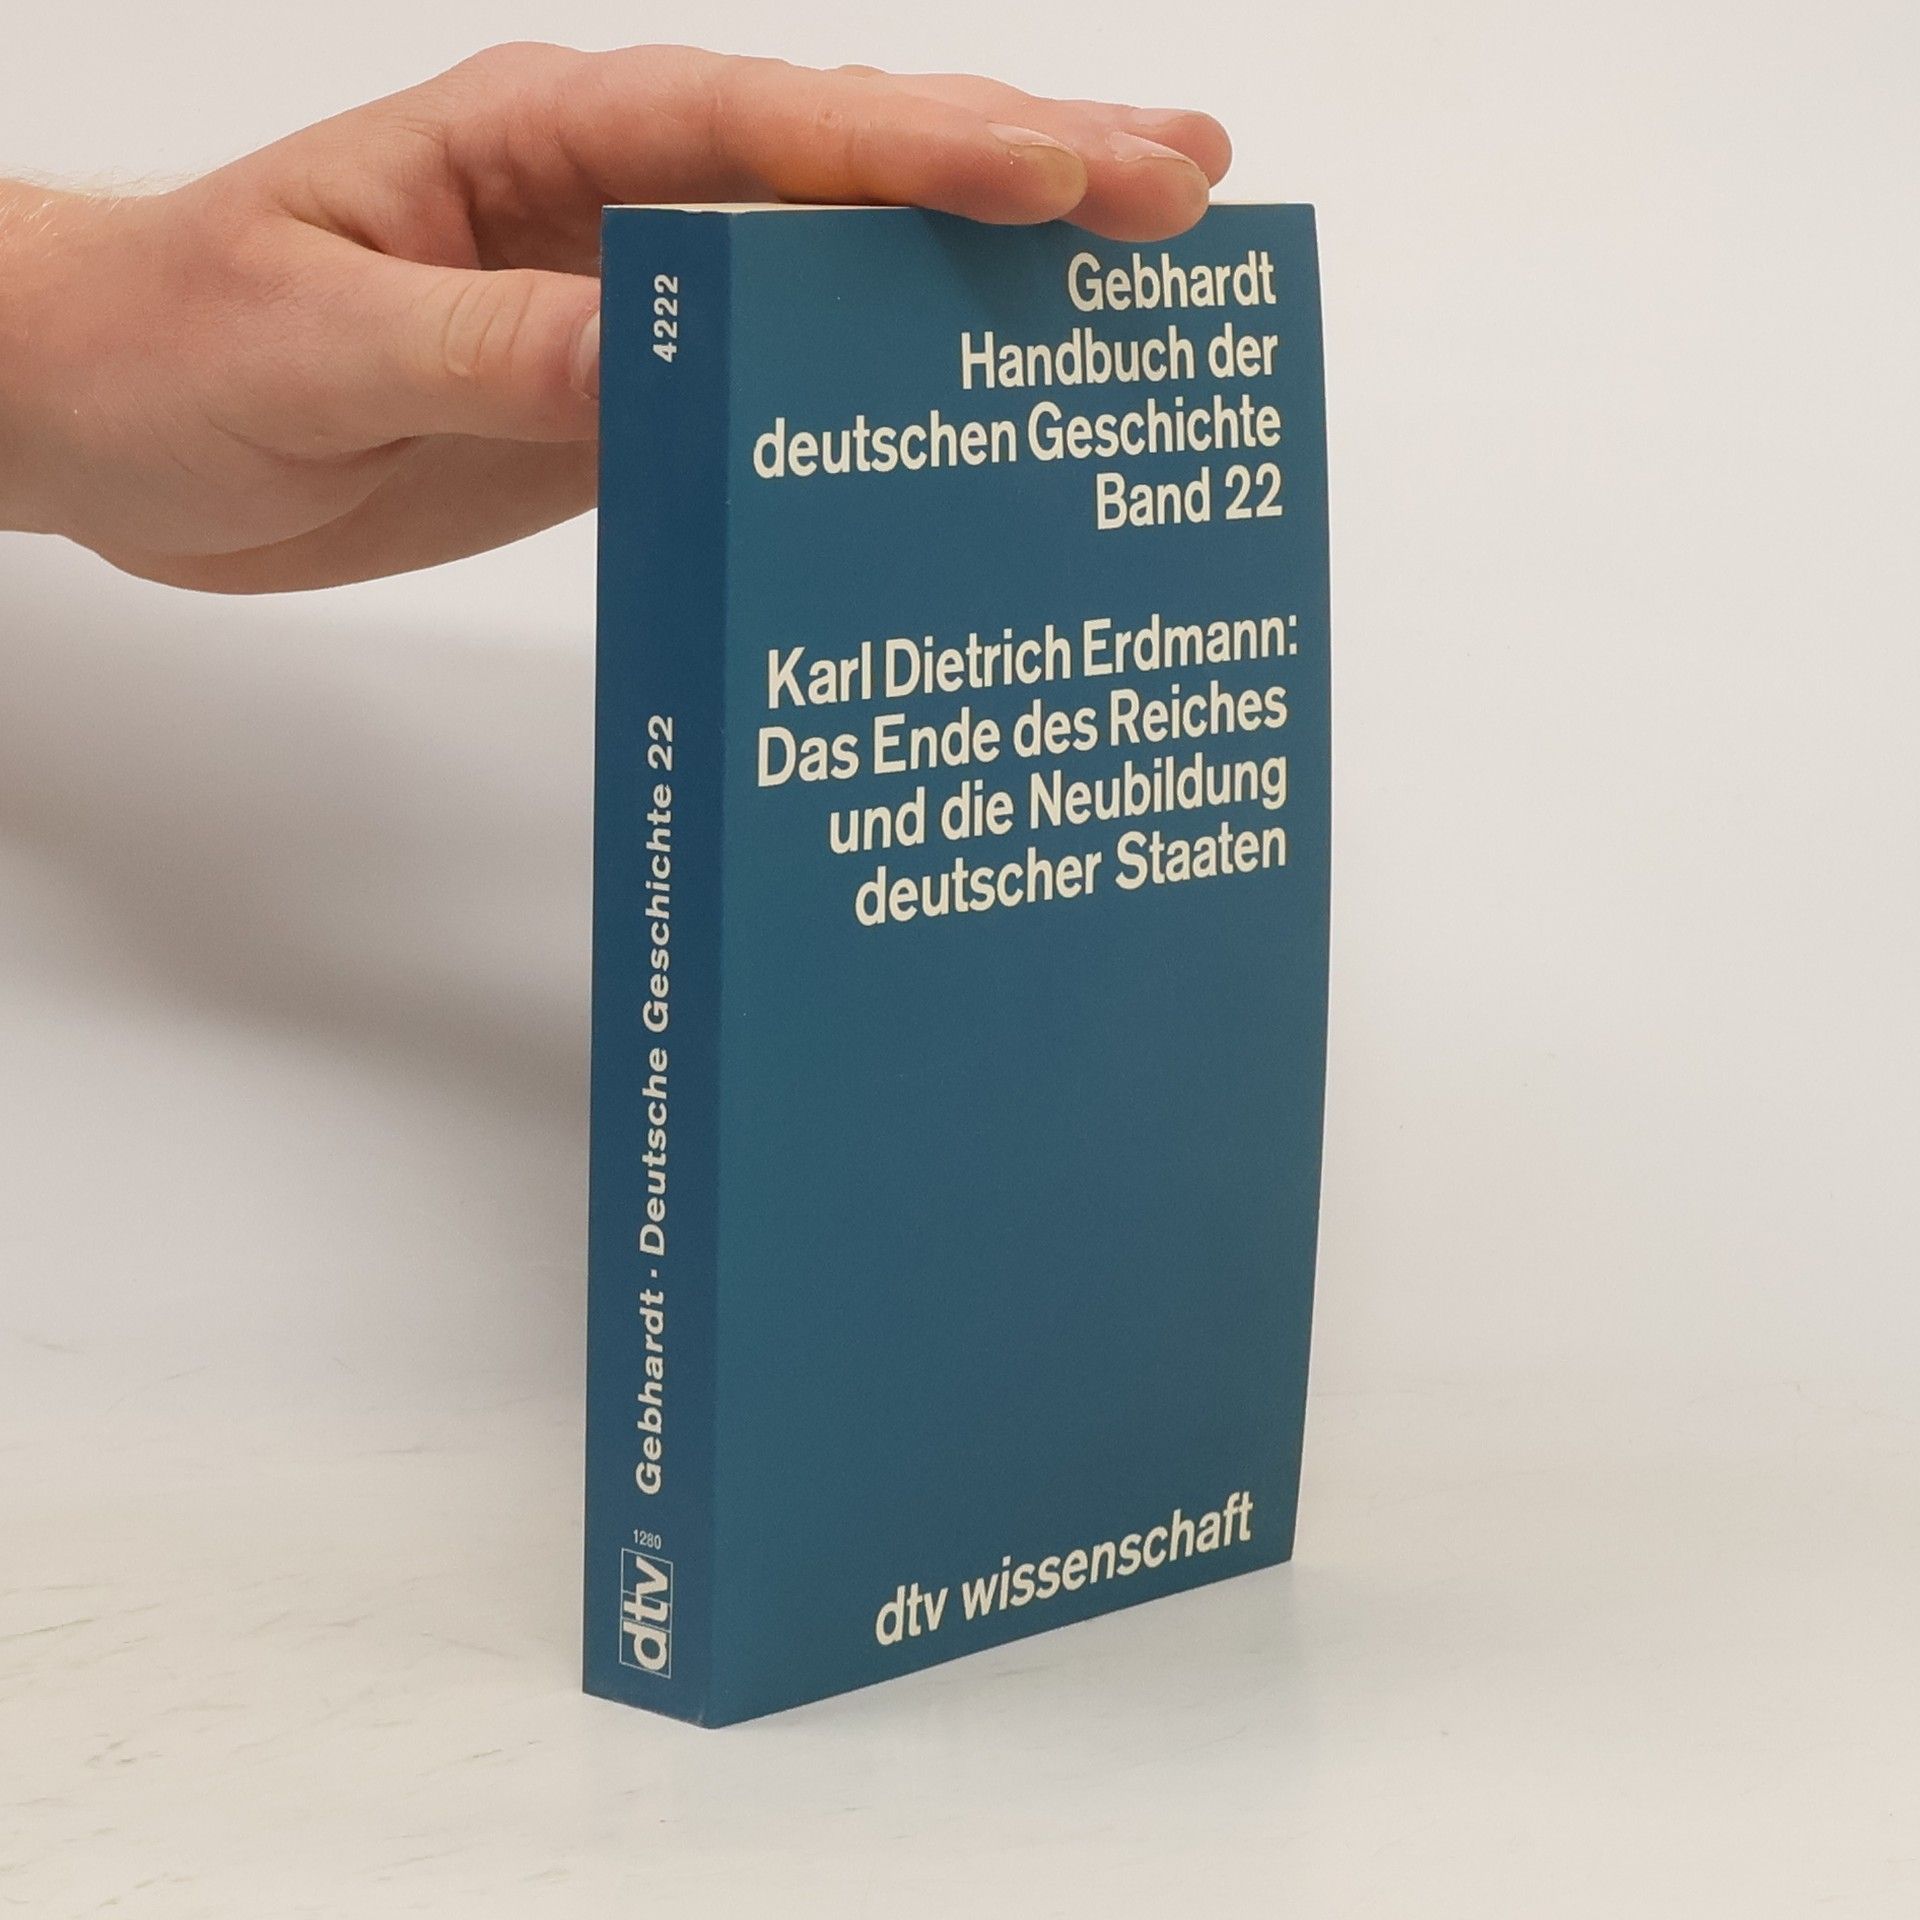 4222
Gebhardt · Deutsche Geschichte 22
1280
dtv
Gebhardt
Handbuch der
deutschen Geschichte
Band 22
Karl Dietrich Erdmann:
Das Ende des Reiches
und die Neubildung
deutscher Staaten
dtv wissenschaft